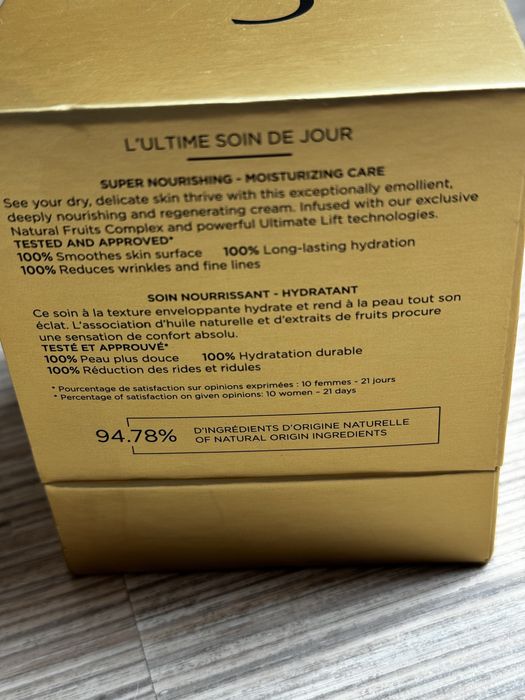 L'ULTIME SOIN DE JOUR
SUPER NOURISHING - MOISTURIZING CARE
See your dry, delicate skin thrive with this exceptionally emollient,
deeply nourishing and regenerating cream. Infused with our exclusive
Natural Fruits Complex and powerful Ultimate Lift technologies.
TESTED AND APPROVED*
100% Smoothes skin surface 100% Long-lasting hydration
100% Reduces wrinkles and fine lines
SOIN NOURRISSANT - HYDRATANT
Ce soin à la texture enveloppante hydrate et rend à la peau tout son
éclat. L'association d'huile naturelle et d'extraits de fruits procure
une sensation de confort absolu.
TESTÉ ET APPROUVÉ*
100% Peau plus douce 100% Hydratation durable
100% Réduction des rides et ridules
* Pourcentage de satisfaction sur opinions exprimées : 10 femmes - 21 jours
* Percentage of satisfaction on given opinions: 10 women - 21 days
94.78% D'INGRÉDIENTS D'ORIGINE NATURELLE
OF NATURAL ORIGIN INGREDIENTS